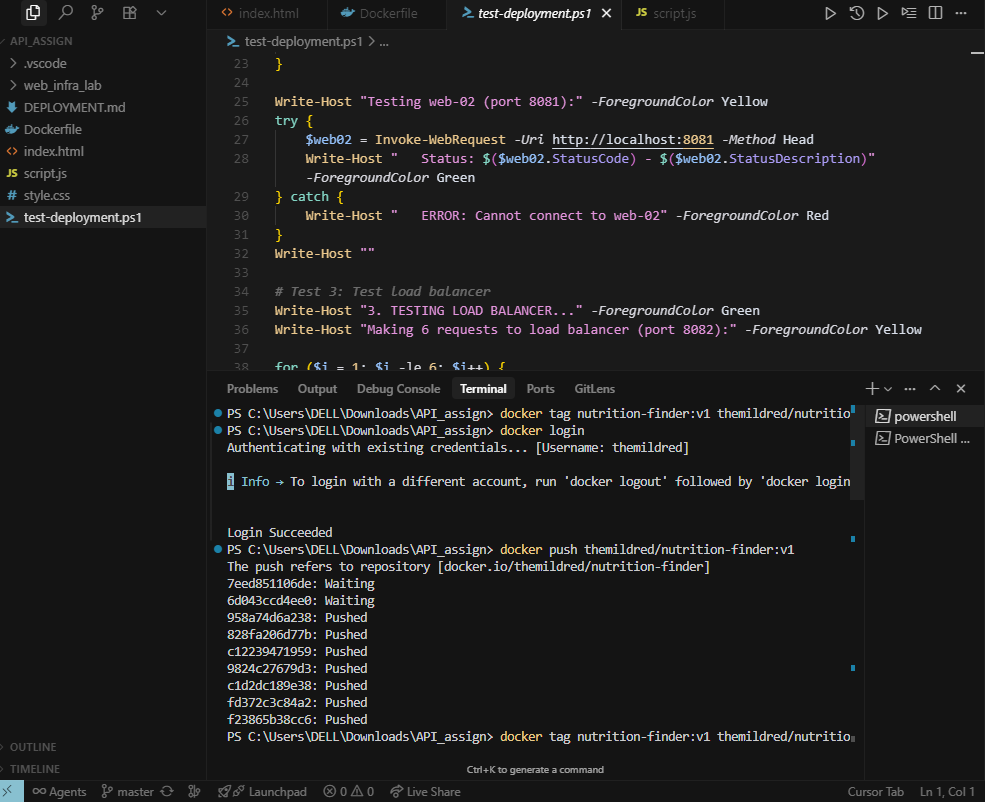 index.html
Dockerfile
test-deployment.ps1
JS script.js
API_ASSIGN
.vscode
web_infra_lab
DEPLOYMENT.md
Dockerfile
index.html
JS script.js
# style.css
test-deployment.ps1
OUTLINE
TIMELINE
test-deployment.ps1 > ...
23 }
24
25 Write-Host "Testing web-02 (port 8081):" -ForegroundColor Yellow
26 try {
27 $web02 = Invoke-WebRequest -Uri http://localhost:8081 -Method Head
28 Write-Host "   Status: $($web02.StatusCode) - $($web02.StatusDescription)"
-ForegroundColor Green
29 } catch {
30 Write-Host "   ERROR: Cannot connect to web-02" -ForegroundColor Red
31 }
32 Write-Host ""
33
34 # Test 3: Test load balancer
35 Write-Host "3. TESTING LOAD BALANCER..." -ForegroundColor Green
36 Write-Host "Making 6 requests to load balancer (port 8082):" -ForegroundColor Yellow
37
38 for ($i = 1; $i -le 6; $i++) {
Problems Output Debug Console Terminal Ports GitLens
PS C:\Users\DELL\Downloads\API_assign> docker tag nutrition-finder:v1 themildred/nutritio
PS C:\Users\DELL\Downloads\API_assign> docker login
Authenticating with existing credentials... [Username: themildred]
i Info → To login with a different account, run 'docker logout' followed by 'docker login
Login Succeeded
PS C:\Users\DELL\Downloads\API_assign> docker push themildred/nutrition-finder:v1
The push refers to repository [docker.io/themildred/nutrition-finder]
7eed851106de: Waiting
6d043ccd4ee0: Waiting
958a74d6a238: Pushed
828fa206d77b: Pushed
c12239471959: Pushed
9824c27679d3: Pushed
c1d2dc189e38: Pushed
fd372c3c84a2: Pushed
f23865b38cc6: Pushed
PS C:\Users\DELL\Downloads\API_assign> docker tag nutrition-finder:v1 themildred/nutritio
powershell
PowerShell ...
Ctrl+K to generate a command
Agents master Launchpad 0 0 Live Share Cursor Tab Ln 1, Col 1